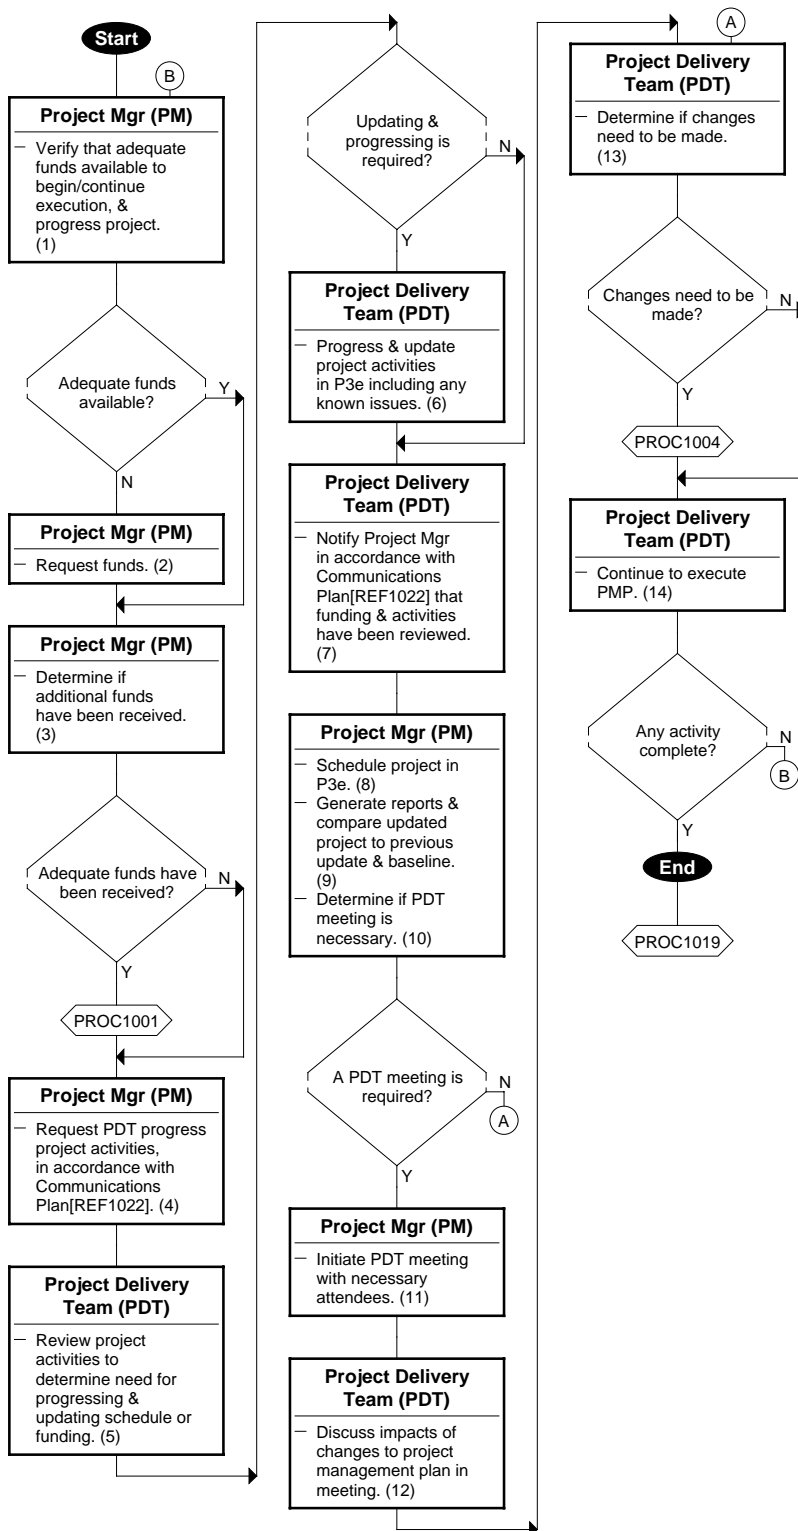 Start
B
Project Mgr (PM)
— Verify that adequate
funds available to
begin/continue
execution, &
progress project.
(1)
Adequate funds
available?
Y
N
Project Mgr (PM)
— Request funds. (2)
Project Mgr (PM)
— Determine if
additional funds
have been received.
(3)
Adequate funds have
been received?
N
Y
PROC1001
Project Mgr (PM)
— Request PDT progress
project activities,
in accordance with
Communications
Plan[REF1022]. (4)
Project Delivery
Team (PDT)
— Review project
activities to
determine need for
progressing &
updating schedule or
funding. (5)
Updating &
progressing is
required?
N
Y
Project Delivery
Team (PDT)
— Progress & update
project activities
in P3e including any
known issues. (6)
Project Delivery
Team (PDT)
— Notify Project Mgr
in accordance with
Communications
Plan[REF1022] that
funding & activities
have been reviewed.
(7)
Project Mgr (PM)
— Schedule project in
P3e. (8)
— Generate reports &
compare updated
project to previous
update & baseline.
(9)
— Determine if PDT
meeting is
necessary. (10)
A PDT meeting is
required?
N
A
Y
Project Mgr (PM)
— Initiate PDT meeting
with necessary
attendees. (11)
Project Delivery
Team (PDT)
— Discuss impacts of
changes to project
management plan in
meeting. (12)
A
Project Delivery
Team (PDT)
— Determine if changes
need to be made.
(13)
Changes need to be
made?
N
Y
PROC1004
Project Delivery
Team (PDT)
— Continue to execute
PMP. (14)
Any activity
complete?
N
B
Y
End
PROC1019